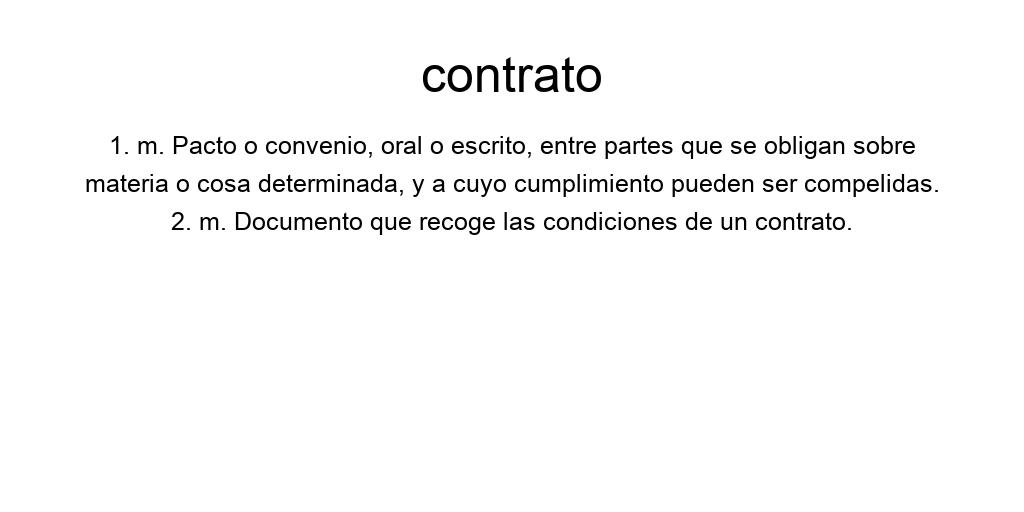 contrato
1. m. Pacto o convenio, oral o escrito, entre partes que se obligan sobre
materia o cosa determinada, y a cuyo cumplimiento pueden ser compelidas.
2. m. Documento que recoge las condiciones de un contrato.